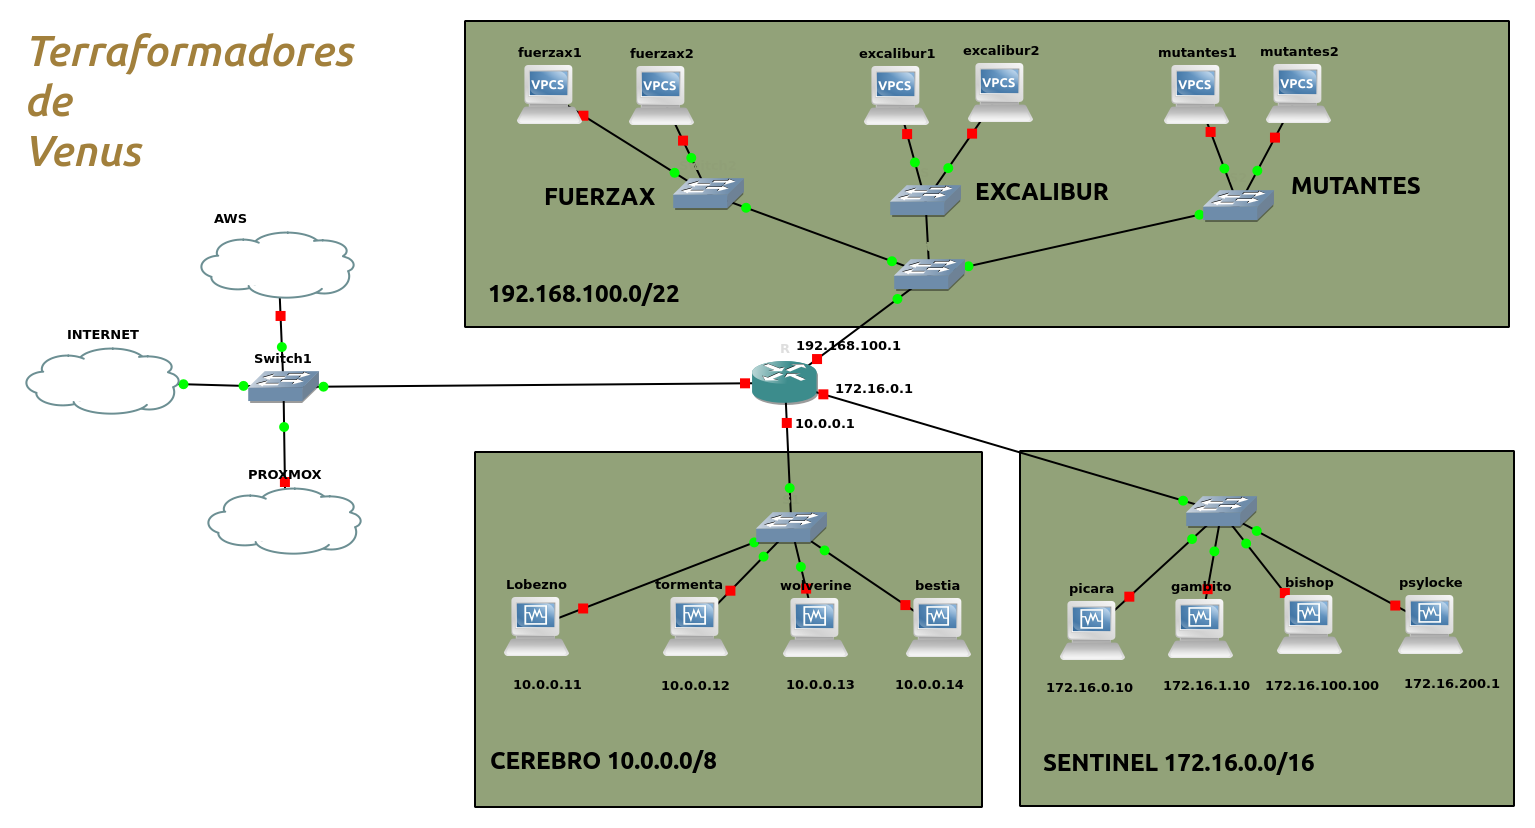 Terraformadores
de
Venus
fuerzax1
fuerzax2
excalibur1
excalibur2
mutantes1
mutantes2
VPCS
VPCS
VPCS
VPCS
VPCS
VPCS
FUERZAX
EXCALIBUR
MUTANTES
192.168.100.0/22
AWS
INTERNET
Switch1
PROXMOX
R
192.168.100.1
172.16.0.1
10.0.0.1
Lobezno
tormenta
wolverine
bestia
10.0.0.11
10.0.0.12
10.0.0.13
10.0.0.14
CEREBRO 10.0.0.0/8
picara
gambito
bishop
psylocke
172.16.0.10
172.16.1.10
172.16.100.100
172.16.200.1
SENTINEL 172.16.0.0/16